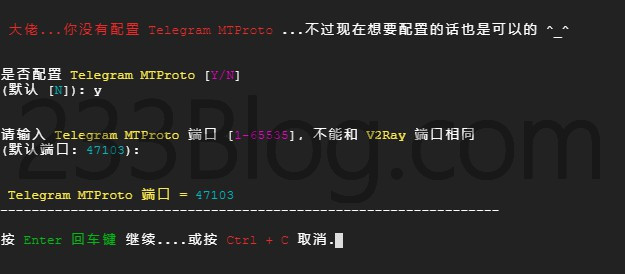 大佬...你没有配置 Telegram MTProto ...不过现在想要配置的话也是可以的 ^_^
是否配置 Telegram MTProto [Y/N]
(默认 [N]): y
请输入 Telegram MTProto 端口 [1-65535], 不能和 V2Ray 端口相同
(默认端口: 47103):
233Blog.com
Telegram MTProto 端口 = 47103
----------------------------------------------------------------
按 Enter 回车键 继续....或按 Ctrl + C 取消.